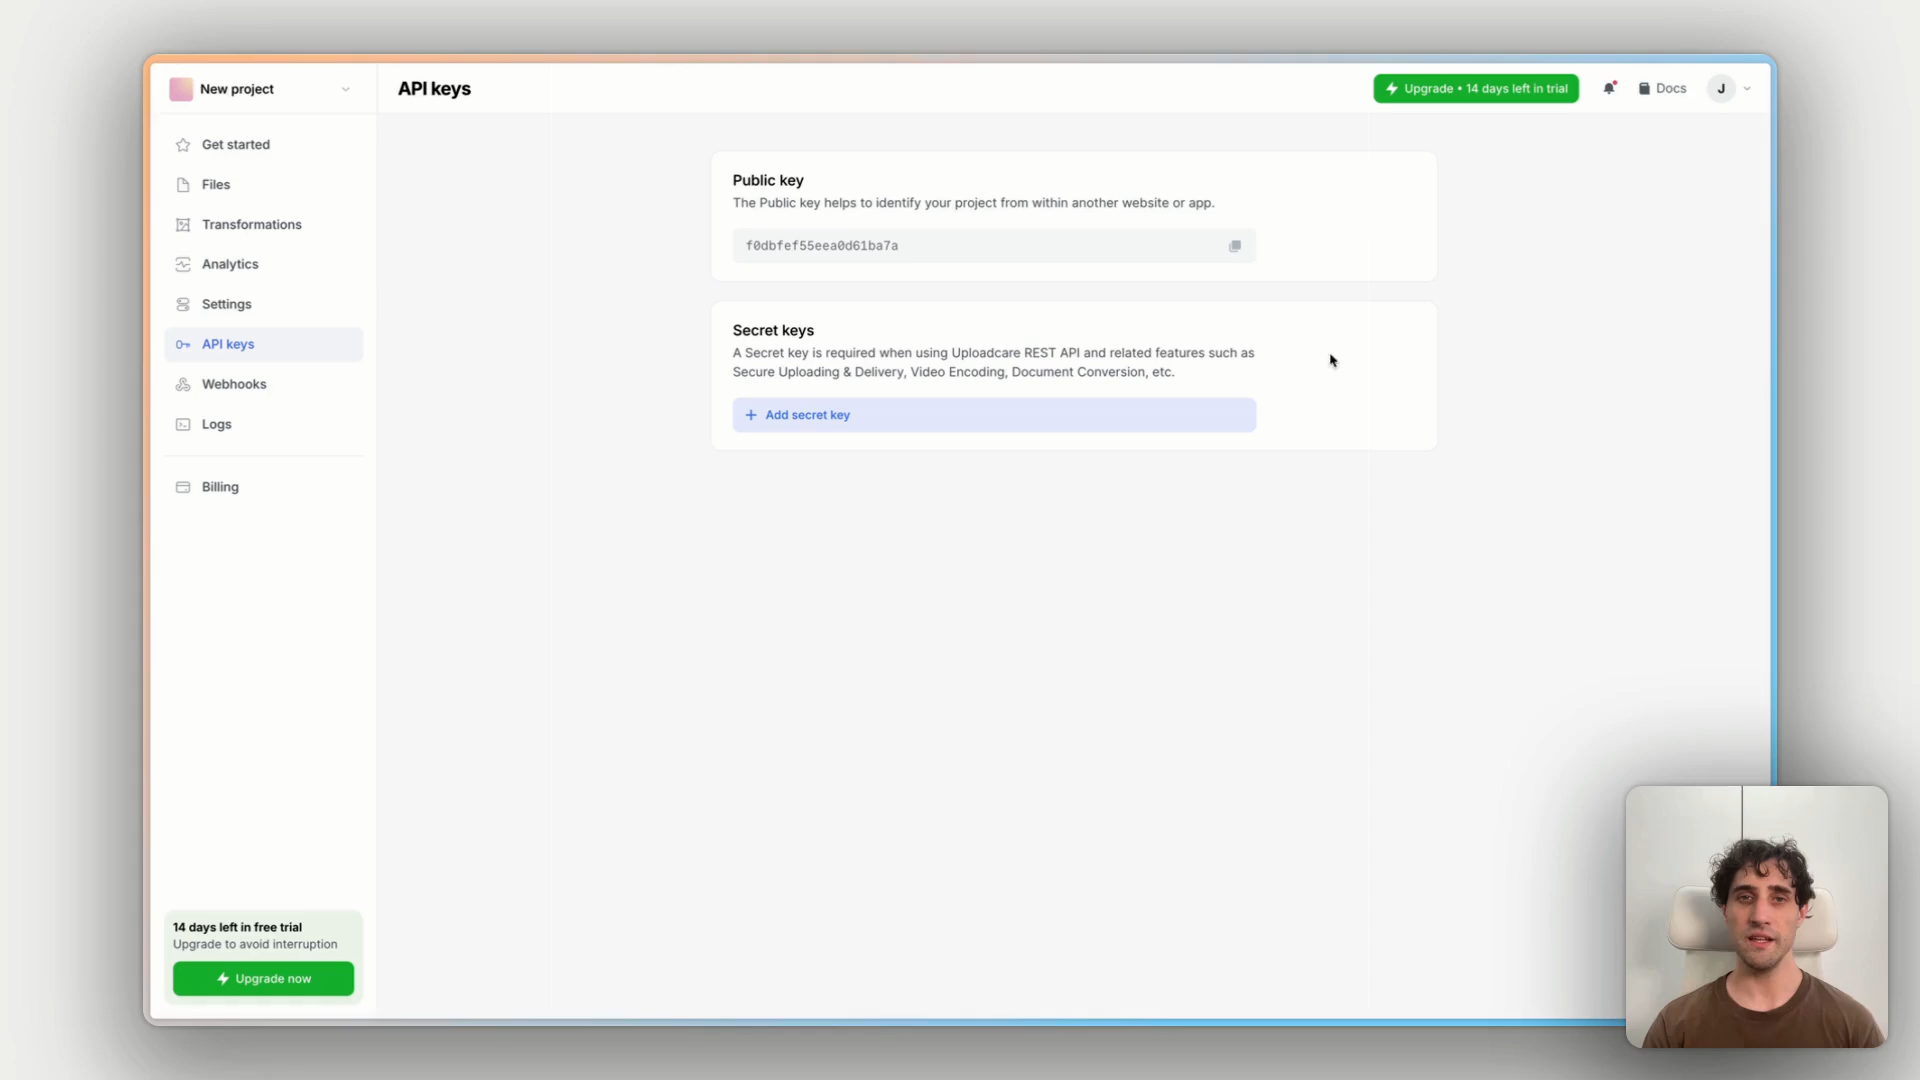 New project
API keys
Upgrade • 14 days left in trial
Docs
J
Get started
Files
Transformations
Analytics
Settings
API keys
Webhooks
Logs
Billing
Public key
The Public key helps to identify your project from within another website or app.
f0dbfef55eea0d61ba7a
Secret keys
A Secret key is required when using Uploadcare REST API and related features such as
Secure Uploading & Delivery, Video Encoding, Document Conversion, etc.
+ Add secret key
14 days left in free trial
Upgrade to avoid interruption
Upgrade now